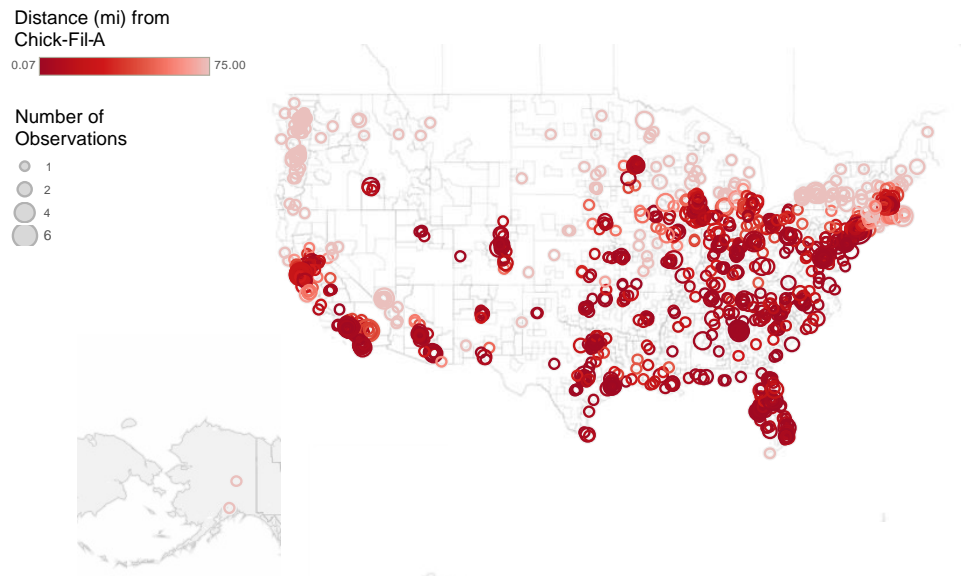 Distance (mi) from
Chick-Fil-A
0.07 75.00
Number of
Observations
1
2
4
6